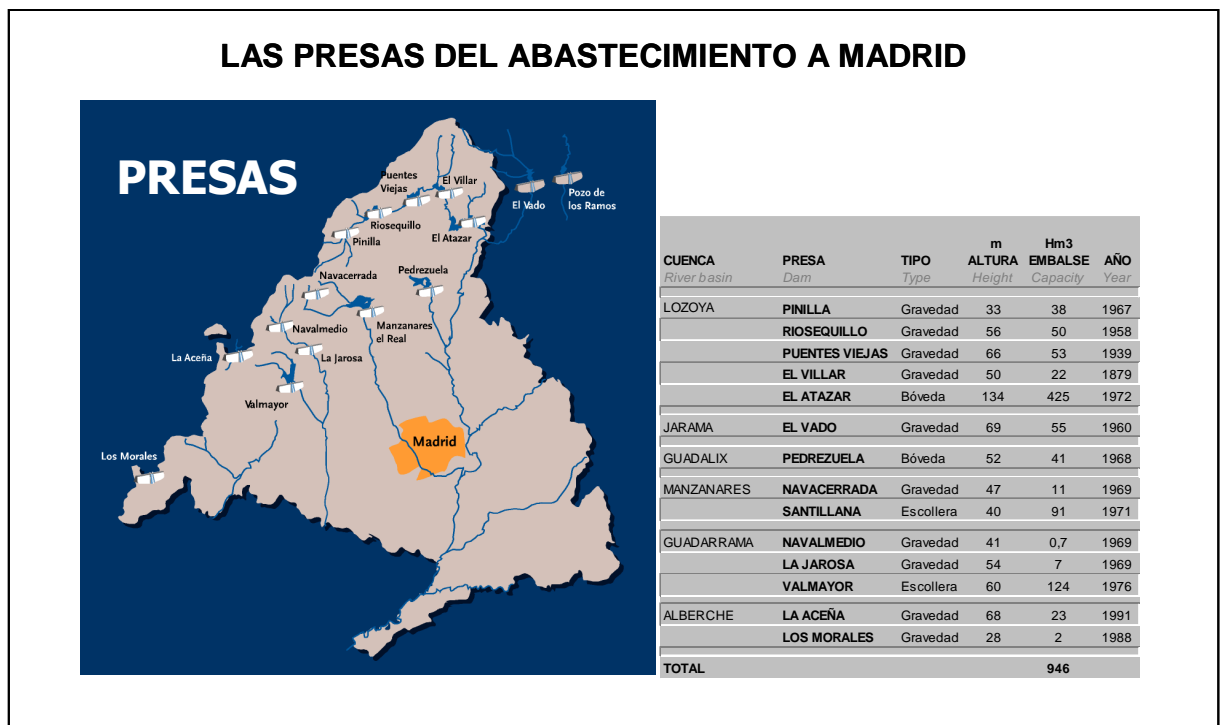 LAS PRESAS DEL ABASTECIMIENTO A MADRID
PRESAS
Puentes
Viejas
El Villar
El Vado
Pozo de
los Ramos
Riosequillo
Pinilla
El Atazar
Navacerrada
Pedrezuela
Navalmedio
Manzanares
el Real
La Aceña
La Jarosa
Valmayor
Madrid
Los Morales
m Hm3
CUENCA PRESA TIPO ALTURA EMBALSE AÑO
River basin Dam Type Height Capacity Year
LOZOYA PINILLA Gravedad 33 38 1967
RIOSEQUILLO Gravedad 56 50 1958
PUENTES VIEJAS Gravedad 66 53 1939
EL VILLAR Gravedad 50 22 1879
EL ATAZAR Bóveda 134 425 1972
JARAMA EL VADO Gravedad 69 55 1960
GUADALIX PEDREZUELA Bóveda 52 41 1968
MANZANARES NAVACERRADA Gravedad 47 11 1969
SANTILLANA Escollera 40 91 1971
GUADARRAMA NAVALMEDIO Gravedad 41 0,7 1969
LA JAROSA Gravedad 54 7 1969
VALMAYOR Escollera 60 124 1976
ALBERCHE LA ACEÑA Gravedad 68 23 1991
LOS MORALES Gravedad 28 2 1988
TOTAL 946